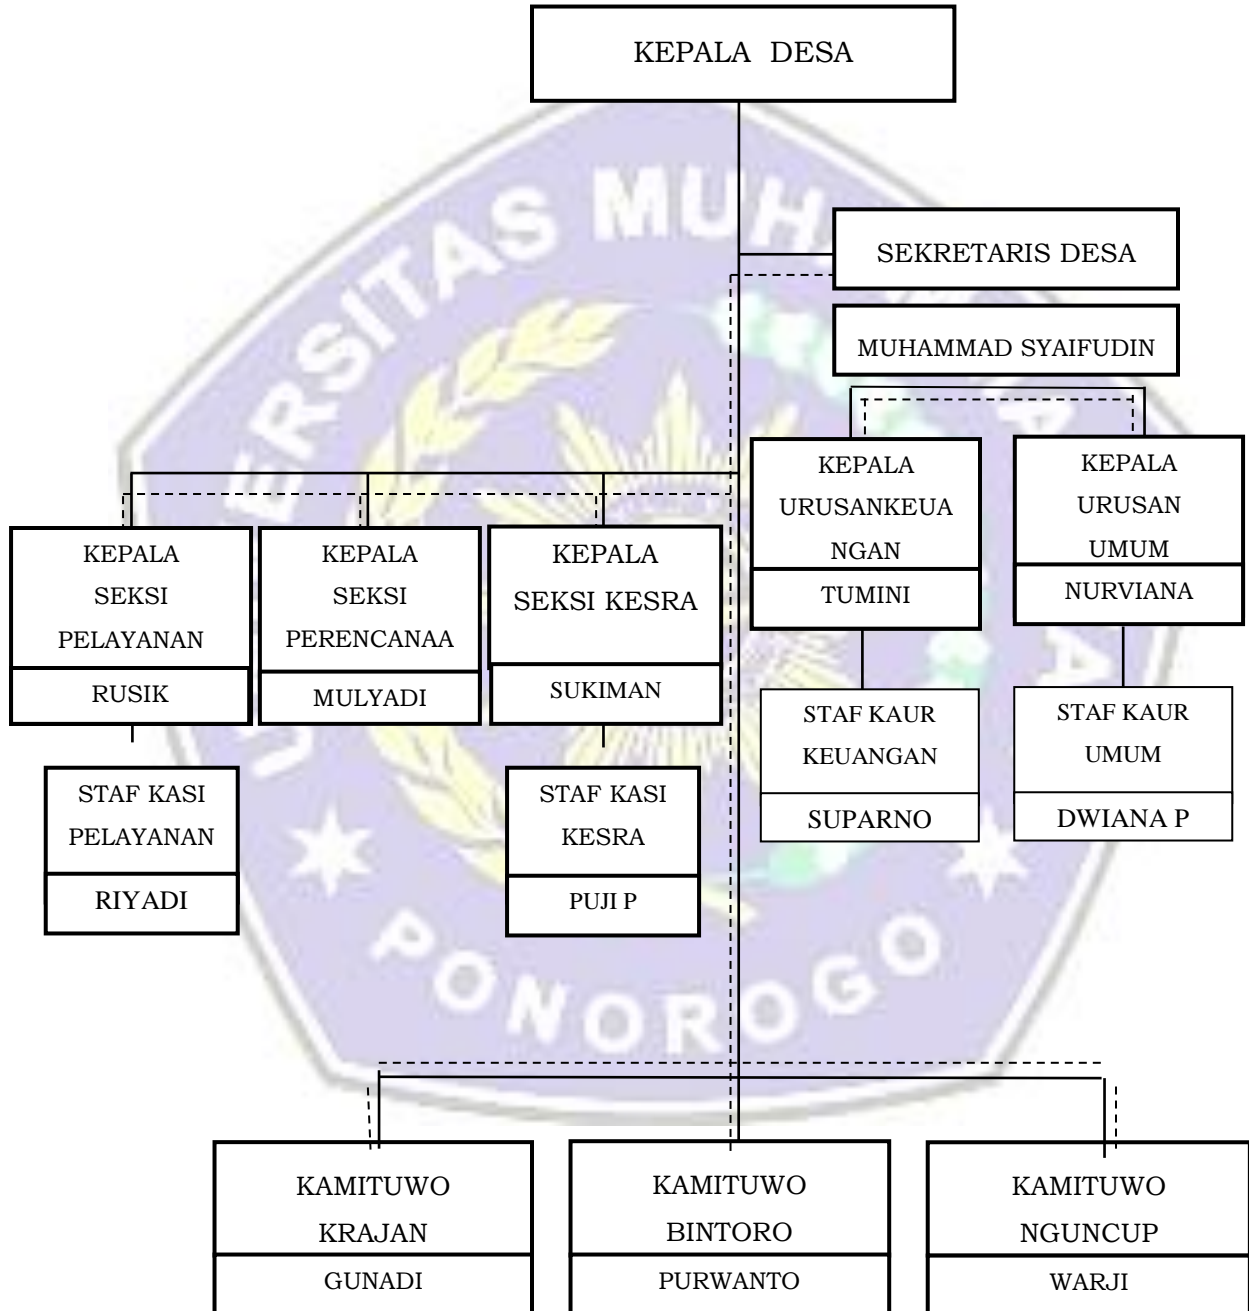 KEPALA DESA
SEKRETARIS DESA
MUHAMMAD SYAIFUDIN
KEPALA
URUSANKEUA
NGAN
TUMINI
KEPALA
URUSAN
UMUM
NURVIANA
KEPALA
SEKSI
PELAYANAN
RUSIK
KEPALA
SEKSI
PERENCANAA
MULYADI
KEPALA
SEKSI KESRA
SUKIMAN
STAF KAUR
KEUANGAN
SUPARNO
STAF KAUR
UMUM
DWIANA P
STAF KASI
PELAYANAN
RIYADI
STAF KASI
KESRA
PUJI P
KAMITUWO
KRAJAN
GUNADI
KAMITUWO
BINTORO
PURWANTO
KAMITUWO
NGUNCUP
WARJI
PONOROGO